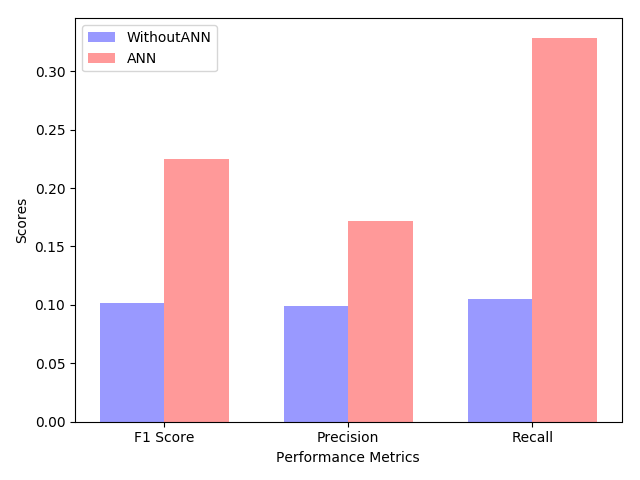 WithoutANN
ANN
0.30
0.25
0.20
0.15
0.10
0.05
0.00
Scores
F1 Score Precision Recall
Performance Metrics